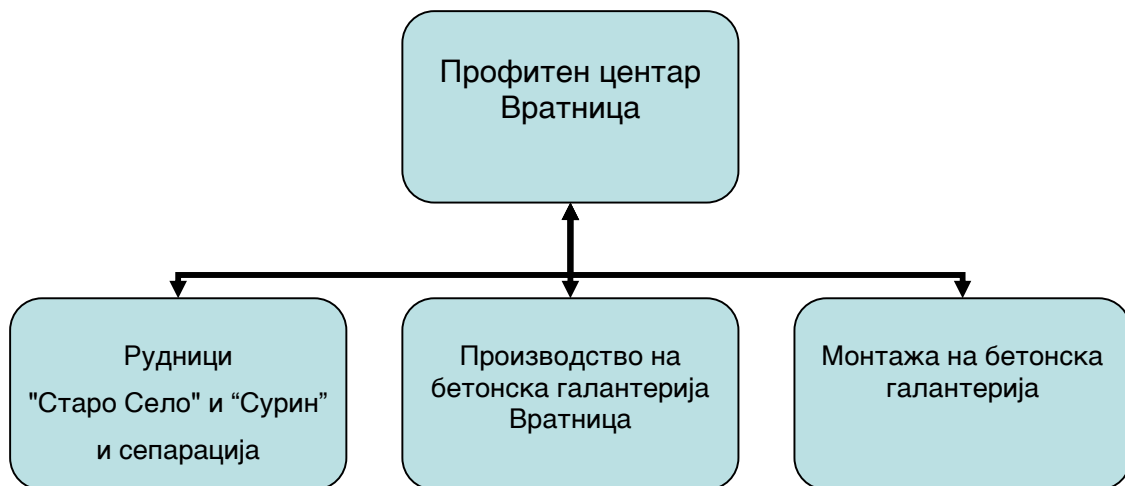 Профитен центар
Вратница
Рудници
"Старо Село" и “Сурин”
и сепарација
Производство на
бетонска галантерија
Вратница
Монтажа на бетонска
галантерија